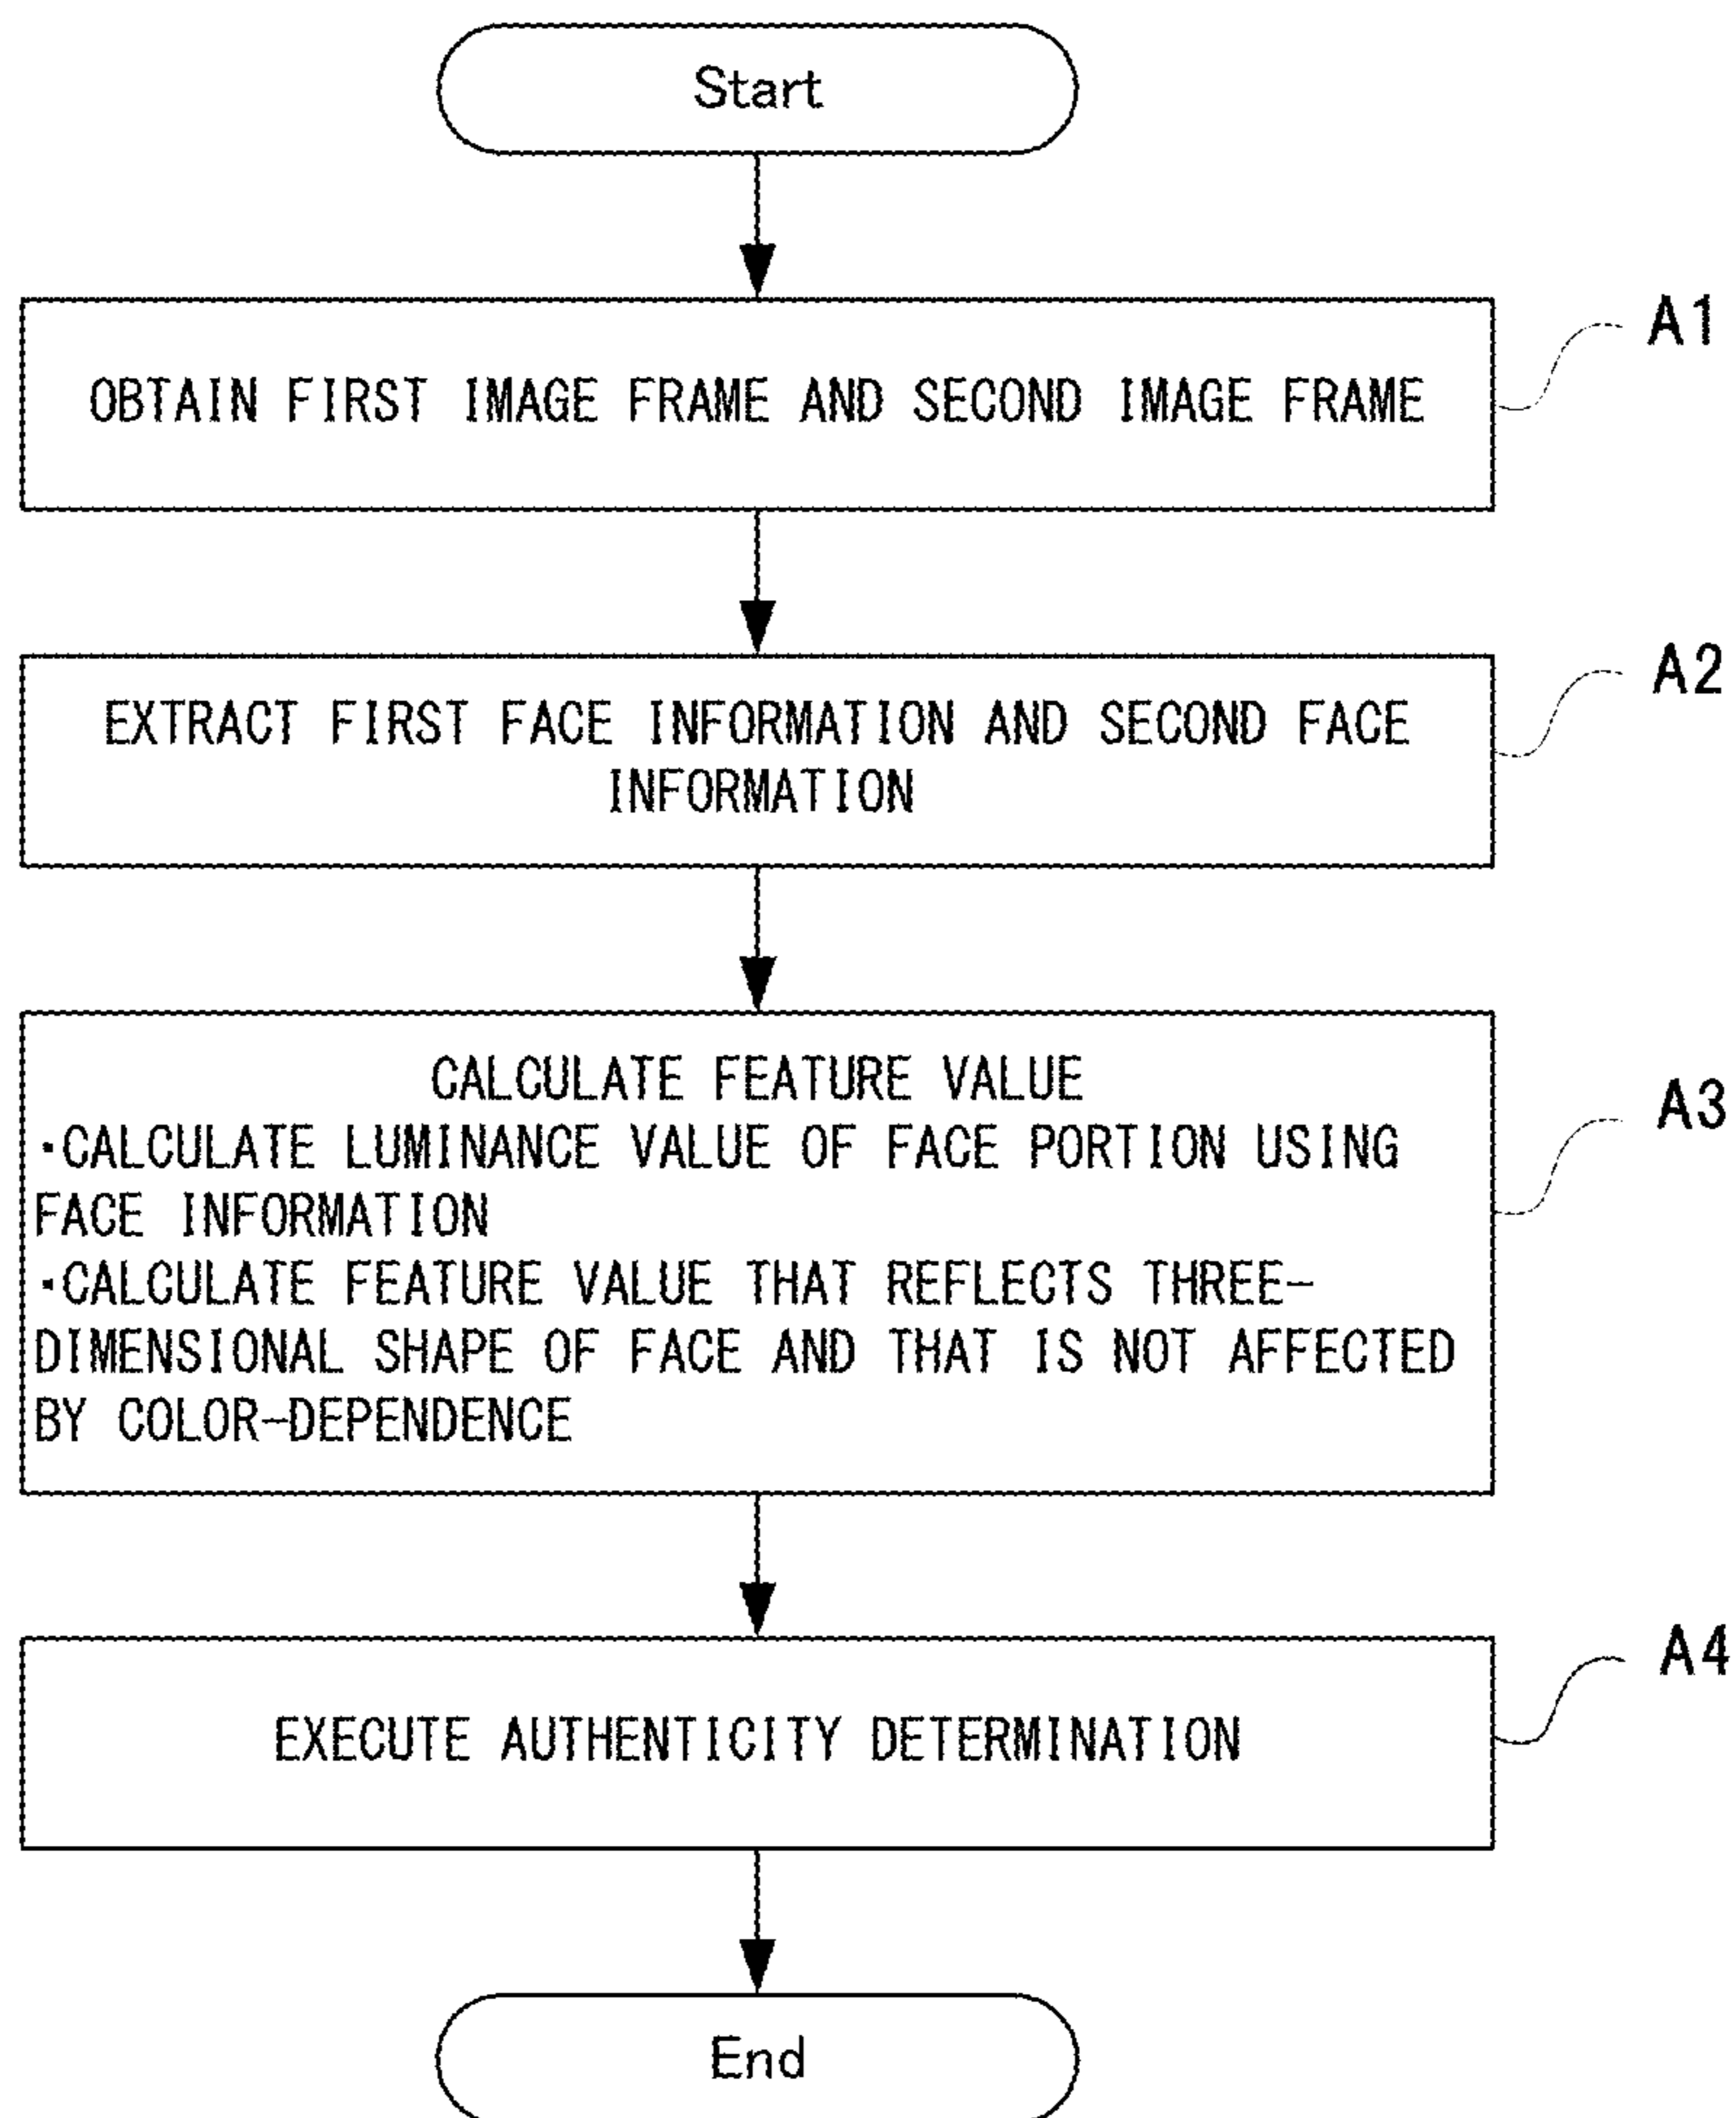 Start
A1
OBTAIN FIRST IMAGE FRAME AND SECOND IMAGE FRAME
A2
EXTRACT FIRST FACE INFORMATION AND SECOND FACE
INFORMATION
A3
CALCULATE FEATURE VALUE
・CALCULATE LUMINANCE VALUE OF FACE PORTION USING
FACE INFORMATION
・CALCULATE FEATURE VALUE THAT REFLECTS THREE-
DIMENSIONAL SHAPE OF FACE AND THAT IS NOT AFFECTED
BY COLOR-DEPENDENCE
A4
EXECUTE AUTHENTICITY DETERMINATION
End